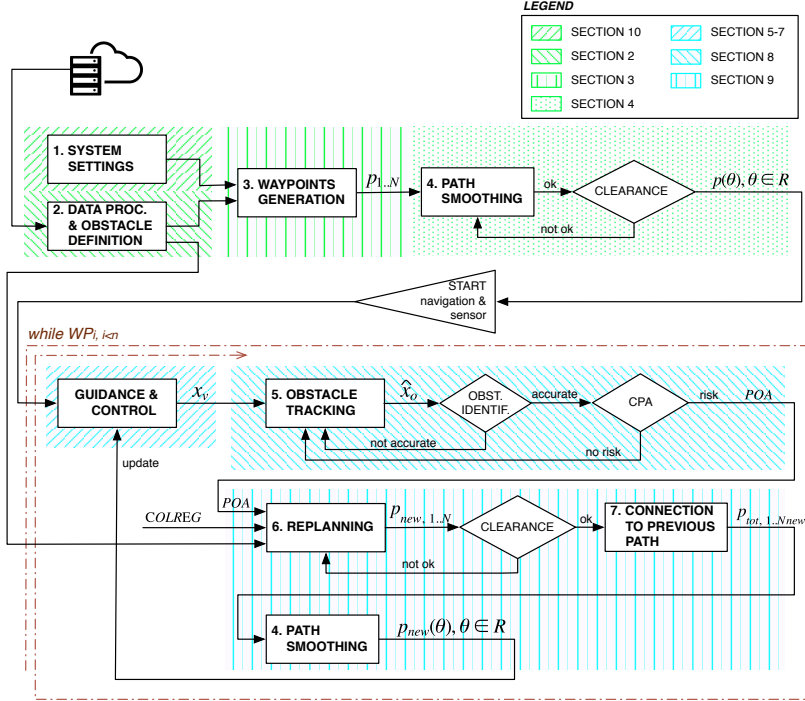 LEGEND
SECTION 10
SECTION 5-7
SECTION 2
SECTION 8
SECTION 3
SECTION 9
SECTION 4
1. SYSTEM
SETTINGS
2. DATA PROC.
& OBSTACLE
DEFINITION
3. WAYPOINTS
GENERATION
p1..N
4. PATH
SMOOTHING
ok
CLEARANCE
not ok
p(θ), θ ∈ R
START
navigation &
sensor
while WPi, i<n
GUIDANCE &
CONTROL
xv
5. OBSTACLE
TRACKING
x̂o
OBST.
IDENTIF.
accurate
not accurate
CPA
risk
POA
no risk
update
POA
COLREG
6. REPLANNING
pnew, 1..N
CLEARANCE
ok
not ok
7. CONNECTION
TO PREVIOUS
PATH
ptot, 1..Nnew
4. PATH
SMOOTHING
pnew(θ), θ ∈ R